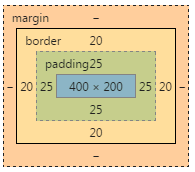 margin –
border 20
padding25
– 20 25 400 × 200 25 20 –
25
20
–